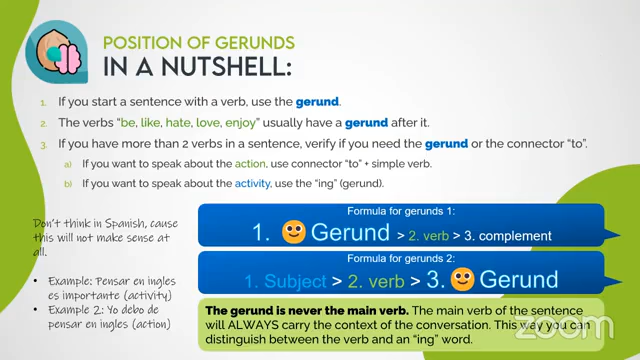 POSITION OF GERUNDS
IN A NUTSHELL:
1. If you start a sentence with a verb, use the gerund.
2. The verbs "be, like, hate, love, enjoy" usually have a gerund after it.
3. If you have more than 2 verbs in a sentence, verify if you need the gerund or the connector "to".
a) If you want to speak about the action, use connector "to" + simple verb.
b) If you want to speak about the activity, use the "ing" (gerund).
Don't think in Spanish, cause
this will not make sense at
all.
• Example: Pensar en ingles
es importante (activity)
• Example 2: Yo debo de
pensar en ingles (action)
Formula for gerunds 1:
1. Gerund > 2. verb > 3. complement
Formula for gerunds 2:
1. Subject > 2. verb > 3. Gerund
The gerund is never the main verb. The main verb of the
sentence will ALWAYS carry the context of the conversation. This way you can
distinguish between the verb and an "ing" word.
zoom